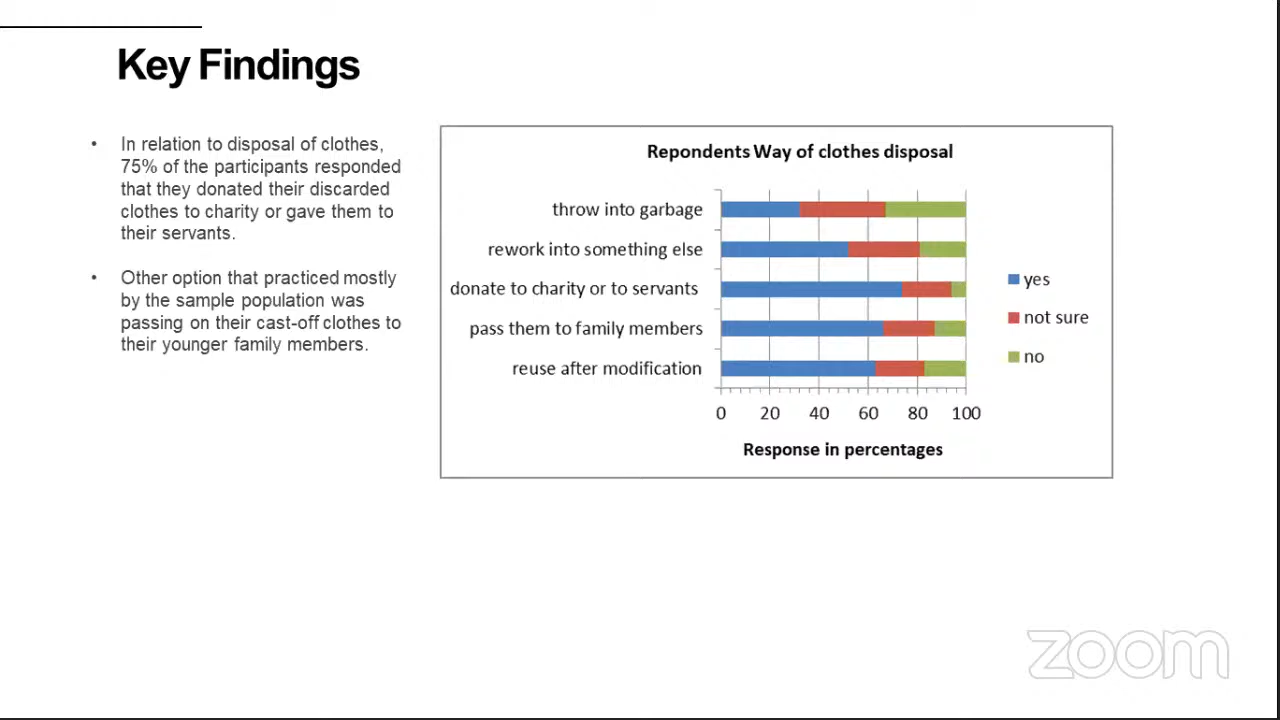 Key Findings
• In relation to disposal of clothes,
75% of the participants responded
that they donated their discarded
clothes to charity or gave them to
their servants.
• Other option that practiced mostly
by the sample population was
passing on their cast-off clothes to
their younger family members.
Repondents Way of clothes disposal
throw into garbage
rework into something else
donate to charity or to servants
pass them to family members
reuse after modification
0 20 40 60 80 100
Response in percentages
yes
not sure
no
zoom